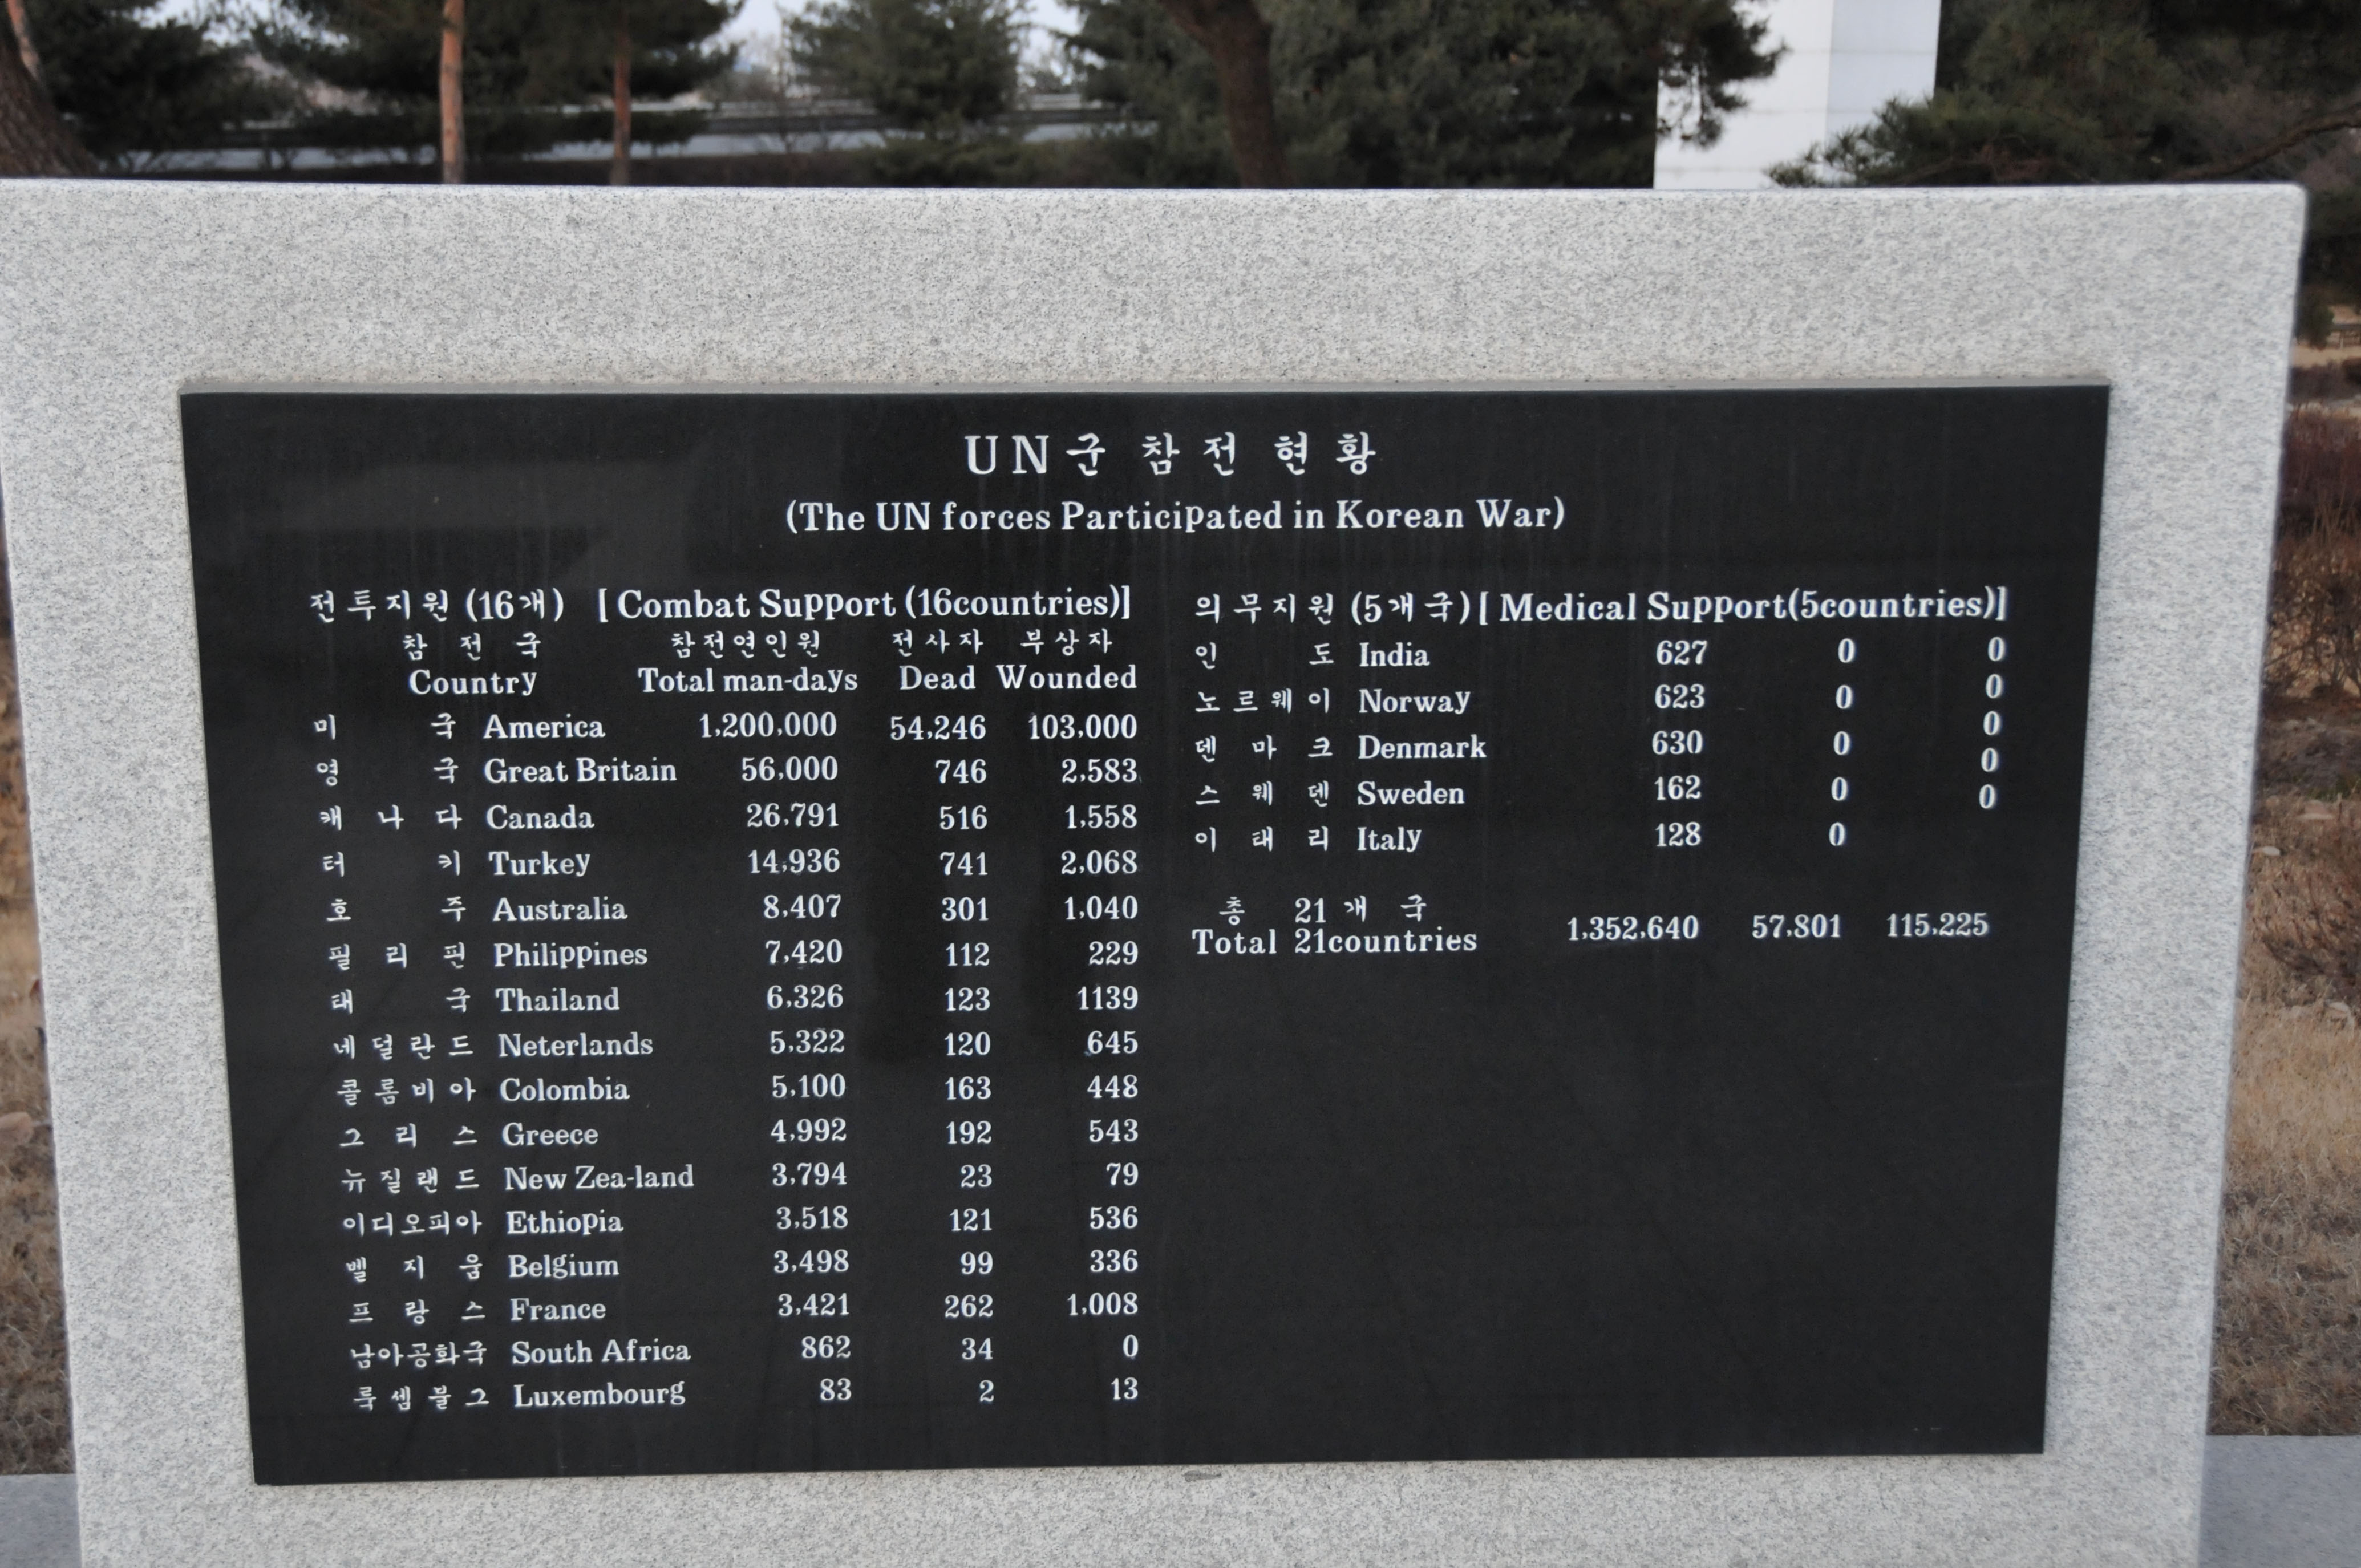 UN군 참전 현황
(The UN forces Participated in Korean War)
전투지원 (16개) [ Combat Support (16countries)]
참전국 참전연인원 전사자 부상자
Country Total man-days Dead Wounded
미국 America 1,200,000 54,246 103,000
영국 Great Britain 56,000 746 2,583
캐나다 Canada 26,791 516 1,558
터키 Turkey 14,936 741 2,068
호주 Australia 8,407 301 1,040
필리핀 Philippines 7,420 112 229
태국 Thailand 6,326 123 1139
네덜란드 Neterlands 5,322 120 645
콜롬비아 Colombia 5,100 163 448
그리스 Greece 4,992 192 543
뉴질랜드 New Zea-land 3,794 23 79
이디오피아 Ethiopia 3,518 121 536
벨지움 Belgium 3,498 99 336
프랑스 France 3,421 262 1,008
남아공화국 South Africa 862 34 0
룩셈불그 Luxembourg 83 2 13
의무지원 (5개국) [ Medical Support(5countries)]
인도 India 627 0 0
노르웨이 Norway 623 0 0
덴마크 Denmark 630 0 0
스웨덴 Sweden 162 0 0
이태리 Italy 128 0 0
총 21개국
Total 21countries 1,352,640 57,801 115,225